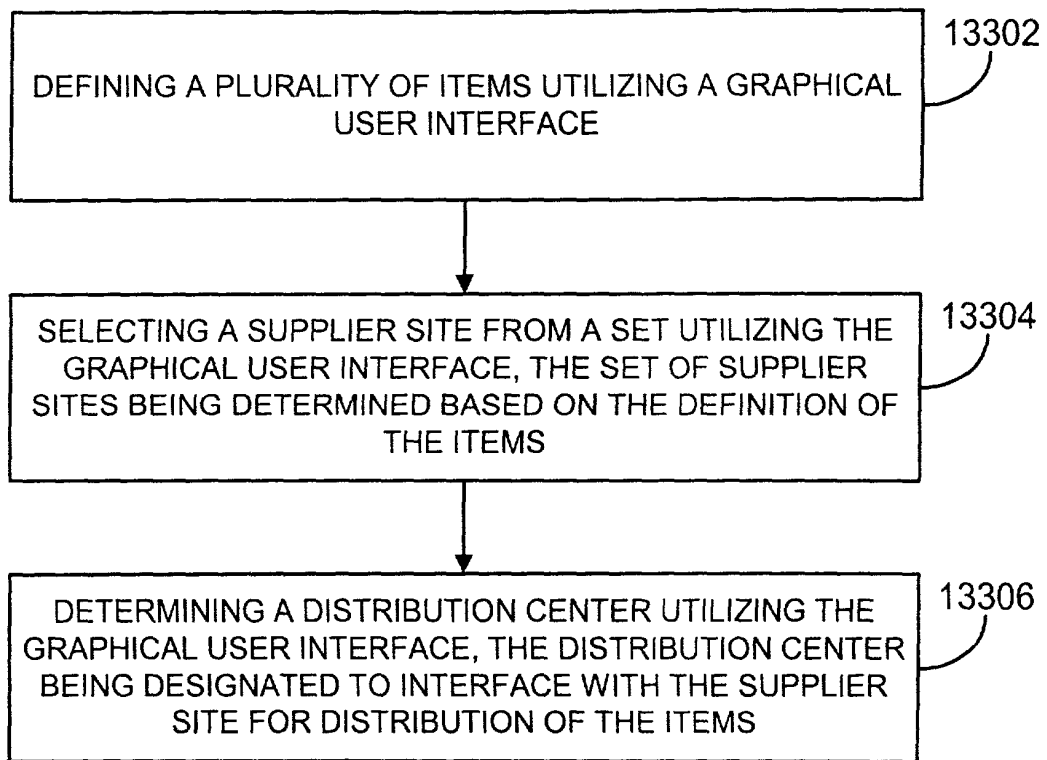 13302
DEFINING A PLURALITY OF ITEMS UTILIZING A GRAPHICAL
USER INTERFACE
13304
SELECTING A SUPPLIER SITE FROM A SET UTILIZING THE
GRAPHICAL USER INTERFACE, THE SET OF SUPPLIER
SITES BEING DETERMINED BASED ON THE DEFINITION OF
THE ITEMS
13306
DETERMINING A DISTRIBUTION CENTER UTILIZING THE
GRAPHICAL USER INTERFACE, THE DISTRIBUTION CENTER
BEING DESIGNATED TO INTERFACE WITH THE SUPPLIER
SITE FOR DISTRIBUTION OF THE ITEMS